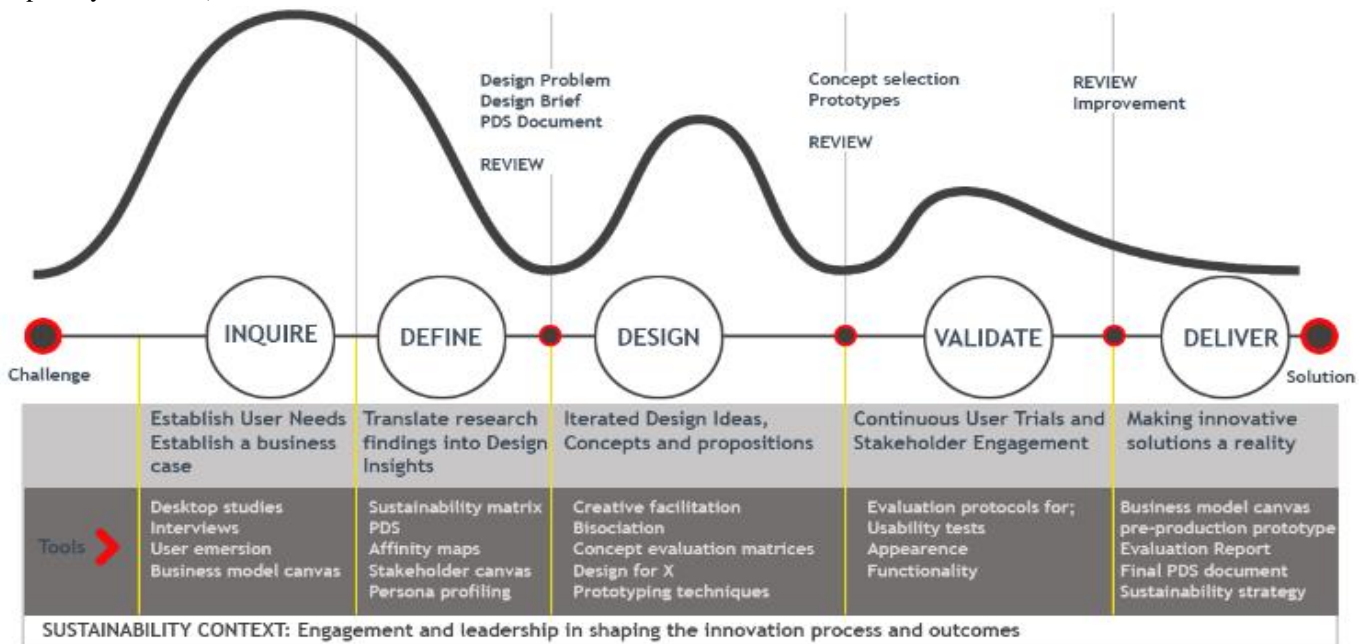 Design Problem
Design Brief
PDS Document
REVIEW
Concept selection
Prototypes
REVIEW
REVIEW
Improvement
INQUIRE
DEFINE
DESIGN
VALIDATE
DELIVER
Challenge
Solution
Establish User Needs
Establish a business
case
Translate research
findings into Design
Insights
Iterated Design Ideas,
Concepts and propositions
Continuous User Trials and
Stakeholder Engagement
Making innovative
solutions a reality
Tools
Desktop studies
Interviews
User emersion
Business model canvas
Sustainability matrix
PDS
Affinity maps
Stakeholder canvas
Persona profiling
Creative facilitation
Bisociation
Concept evaluation matrices
Design for X
Prototyping techniques
Evaluation protocols for;
Usability tests
Appearence
Functionality
Business model canvas
pre-production prototype
Evaluation Report
Final PDS document
Sustainability strategy
SUSTAINABILITY CONTEXT: Engagement and leadership in shaping the innovation process and outcomes